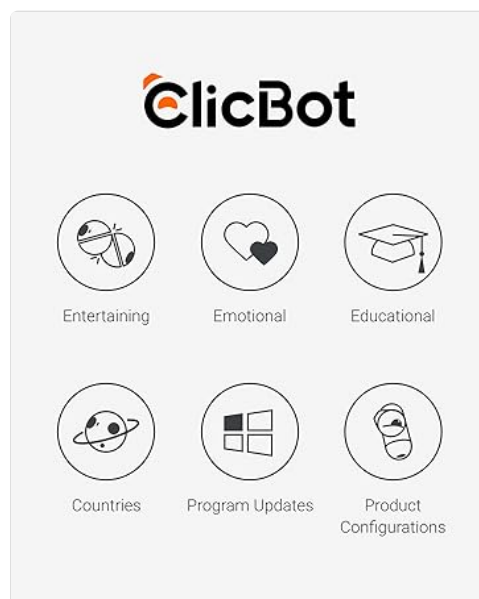 ClicBot
Entertaining
Emotional
Educational
Countries
Program Updates
Product
Configurations